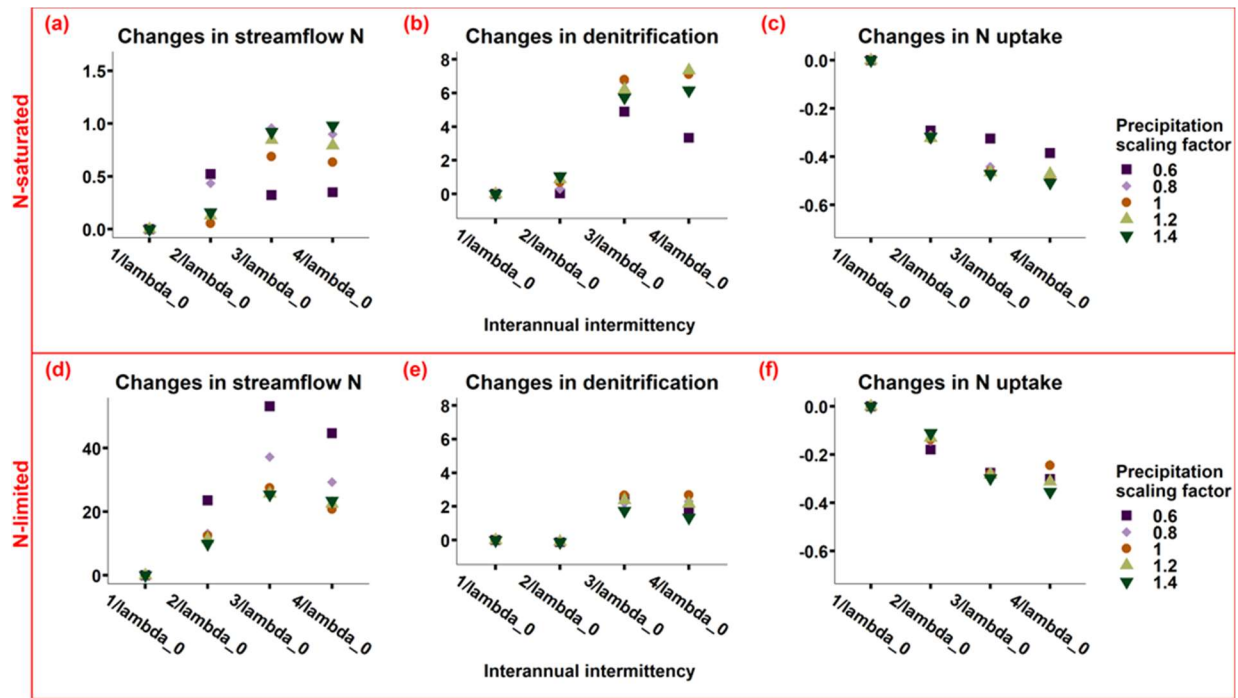 (a)
Changes in streamflow N
1.5
1.0
0.5
0.0
1/lambda_0
2/lambda_0
3/lambda_0
4/lambda_0
(b)
Changes in denitrification
8
6
4
2
0
1/lambda_0
2/lambda_0
3/lambda_0
4/lambda_0
Interannual intermittency
(c)
Changes in N uptake
0.0
-0.2
-0.4
-0.6
1/lambda_0
2/lambda_0
3/lambda_0
4/lambda_0
Precipitation
scaling factor
0.6
0.8
1
1.2
1.4
N-saturated
(d)
Changes in streamflow N
40
20
0
1/lambda_0
2/lambda_0
3/lambda_0
4/lambda_0
(e)
Changes in denitrification
8
6
4
2
0
1/lambda_0
2/lambda_0
3/lambda_0
4/lambda_0
Interannual intermittency
(f)
Changes in N uptake
0.0
-0.2
-0.4
-0.6
1/lambda_0
2/lambda_0
3/lambda_0
4/lambda_0
Precipitation
scaling factor
0.6
0.8
1
1.2
1.4
N-limited